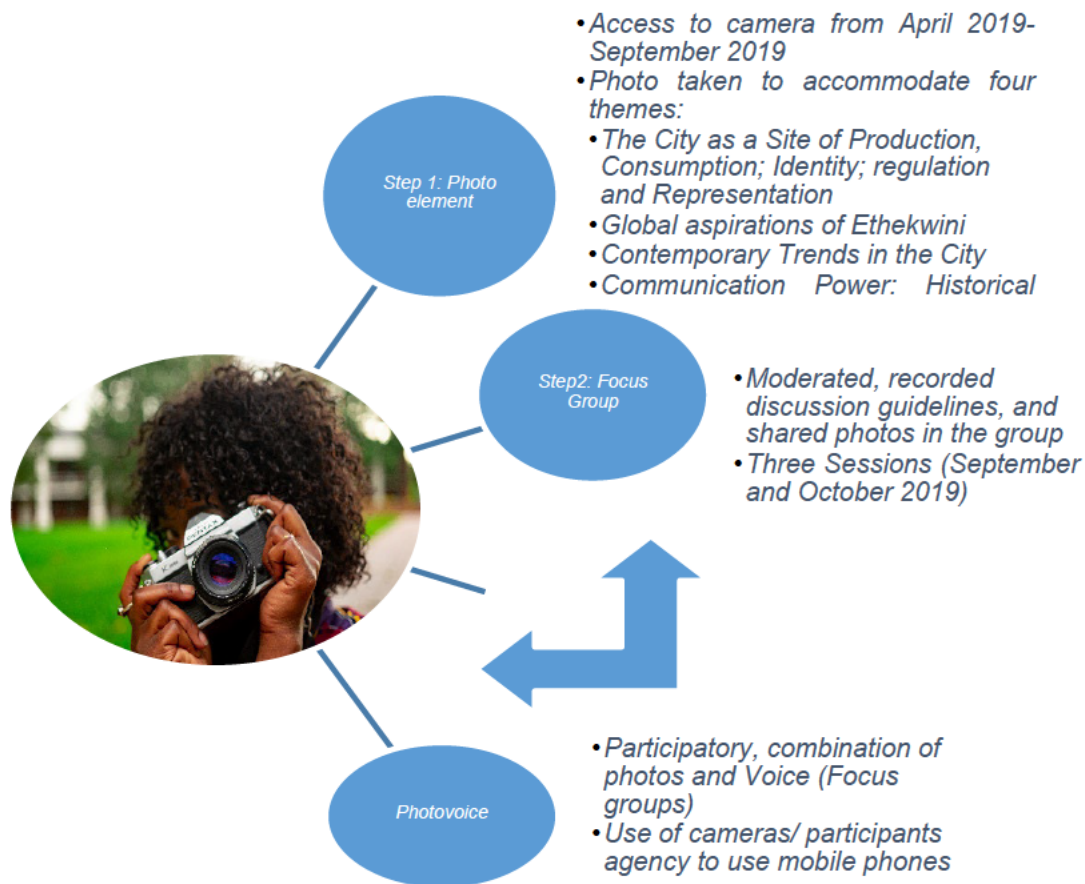 • Access to camera from April 2019-
September 2019
• Photo taken to accommodate four
themes:
• The City as a Site of Production,
Consumption; Identity; regulation
and Representation
• Global aspirations of Ethekwini
• Contemporary Trends in the City
• Communication Power: Historical
Step 1: Photo
element
Step2: Focus
Group
• Moderated, recorded
discussion guidelines, and
shared photos in the group
• Three Sessions (September
and October 2019)
PENTAX
Photovoice
• Participatory, combination of
photos and Voice (Focus
groups)
• Use of cameras/ participants
agency to use mobile phones